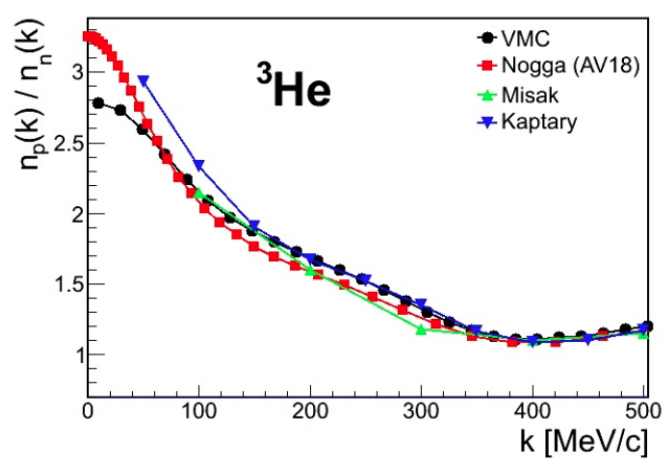 n_p(k) / n_n(k)
³He
VMC
Nogga (AV18)
Misak
Kaptary
3
2.5
2
1.5
1
0 100 200 300 400 500
k [MeV/c]